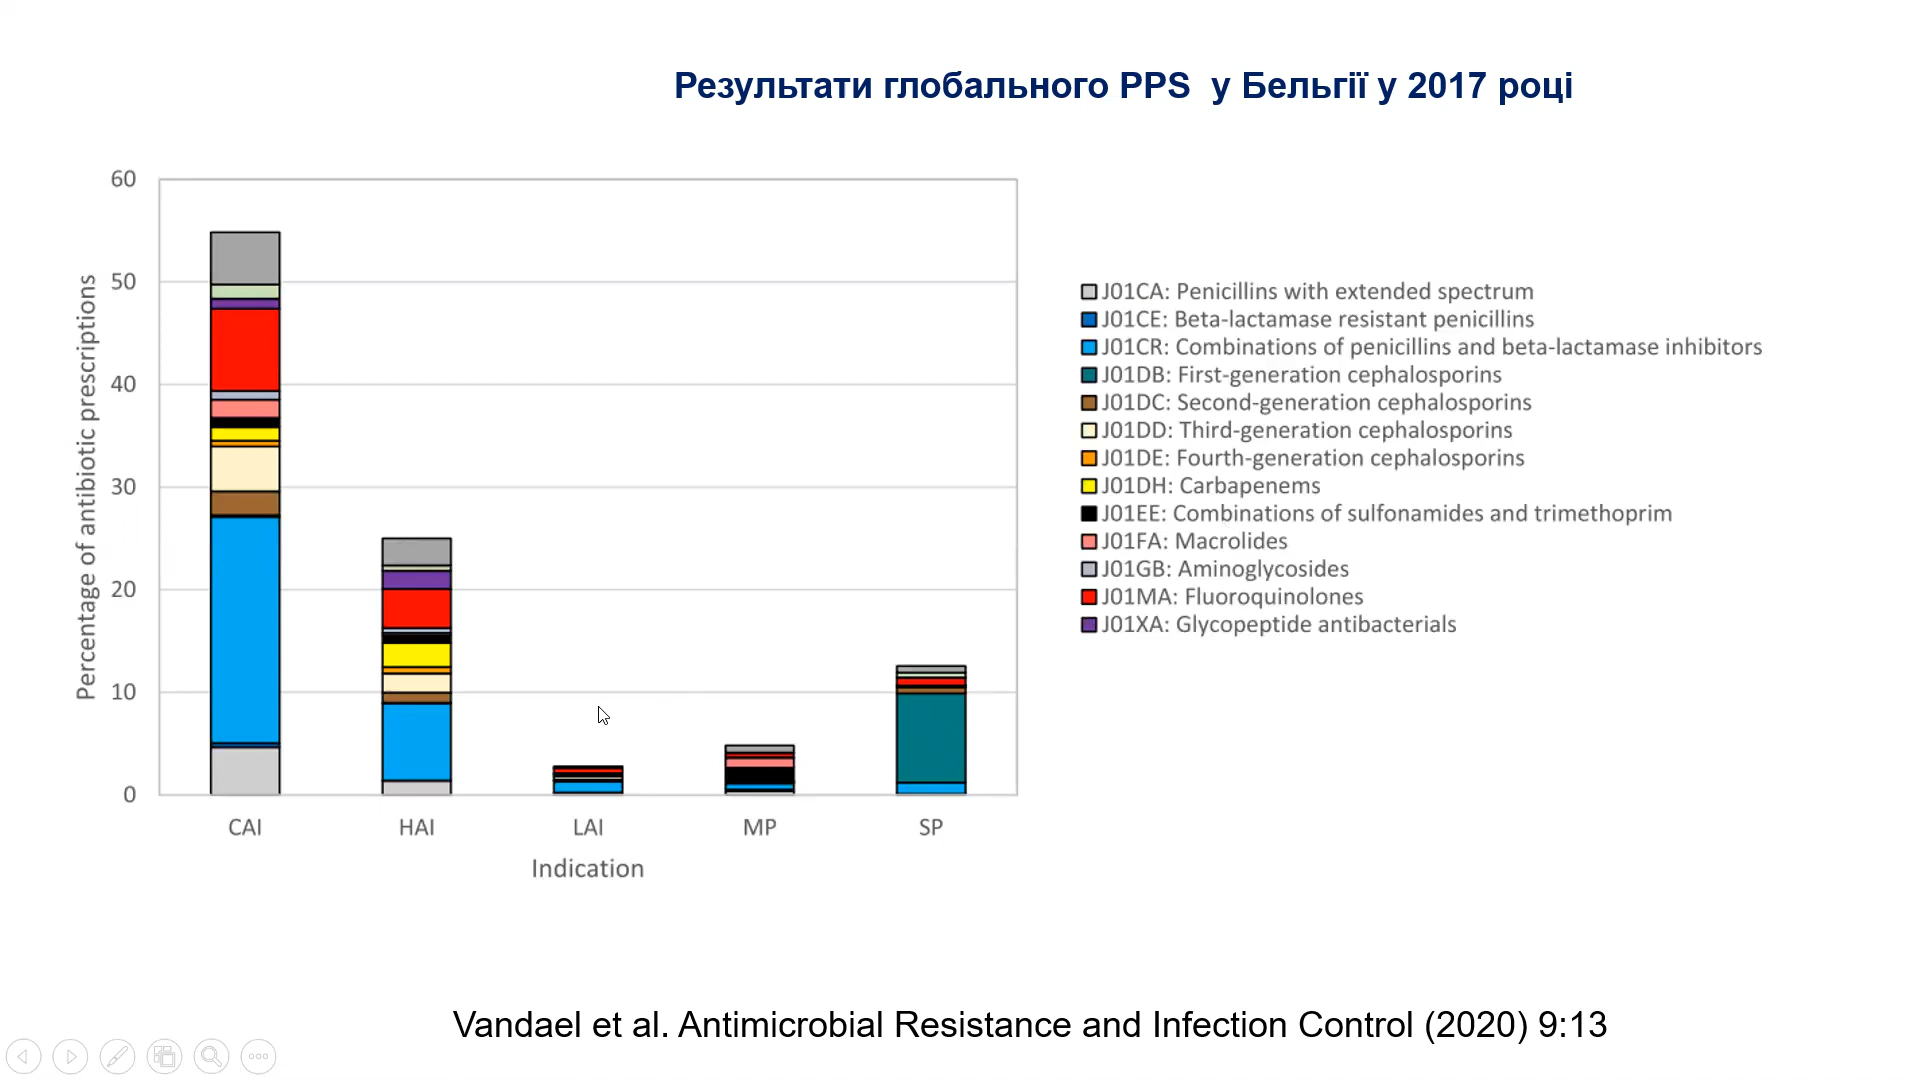 Результати глобального PPS у Бельгії у 2017 році
Percentage of antibiotic prescriptions
60
50
40
30
20
10
0
CAI
HAI
LAI
MP
SP
Indication
J01CA: Penicillins with extended spectrum
J01CE: Beta-lactamase resistant penicillins
J01CR: Combinations of penicillins and beta-lactamase inhibitors
J01DB: First-generation cephalosporins
J01DC: Second-generation cephalosporins
J01DD: Third-generation cephalosporins
J01DE: Fourth-generation cephalosporins
J01DH: Carbapenems
J01EE: Combinations of sulfonamides and trimethoprim
J01FA: Macrolides
J01GB: Aminoglycosides
J01MA: Fluoroquinolones
J01XA: Glycopeptide antibacterials
Vandael et al. Antimicrobial Resistance and Infection Control (2020) 9:13